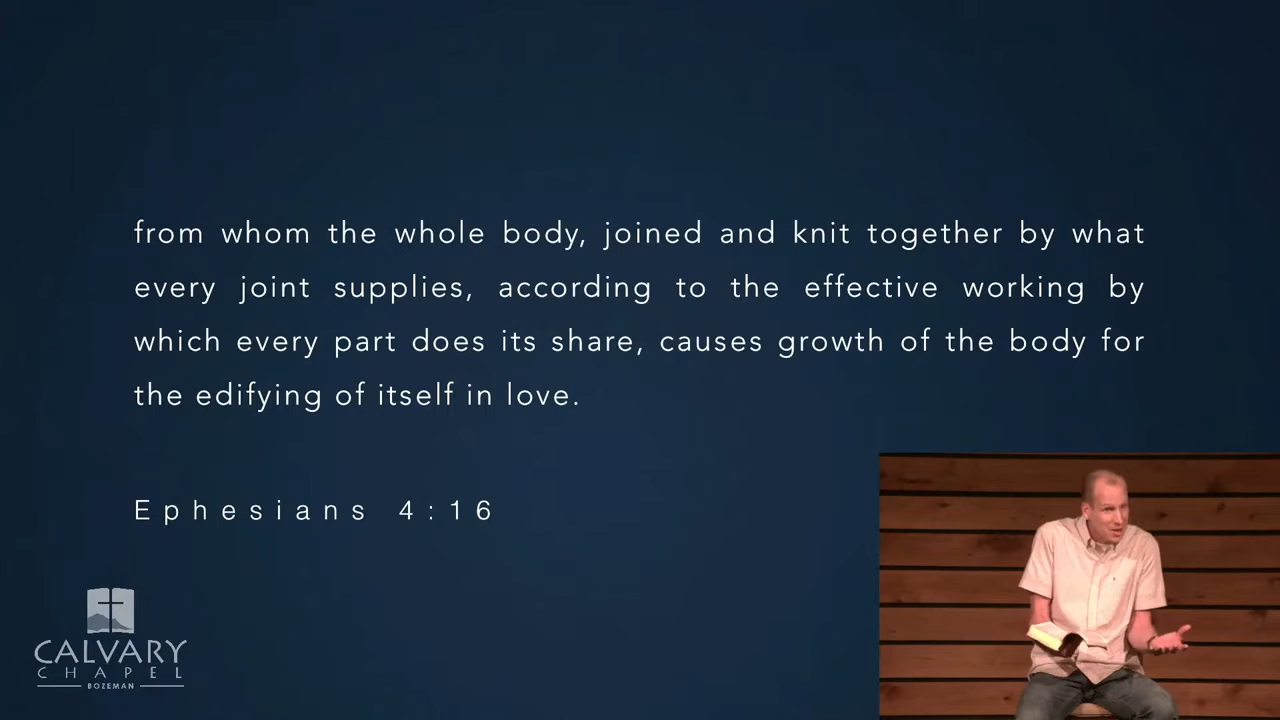 from whom the whole body, joined and knit together by what
every joint supplies, according to the effective working by
which every part does its share, causes growth of the body for
the edifying of itself in love.
Ephesians 4:16
CALVARY
CHAPEL
BOZEMAN